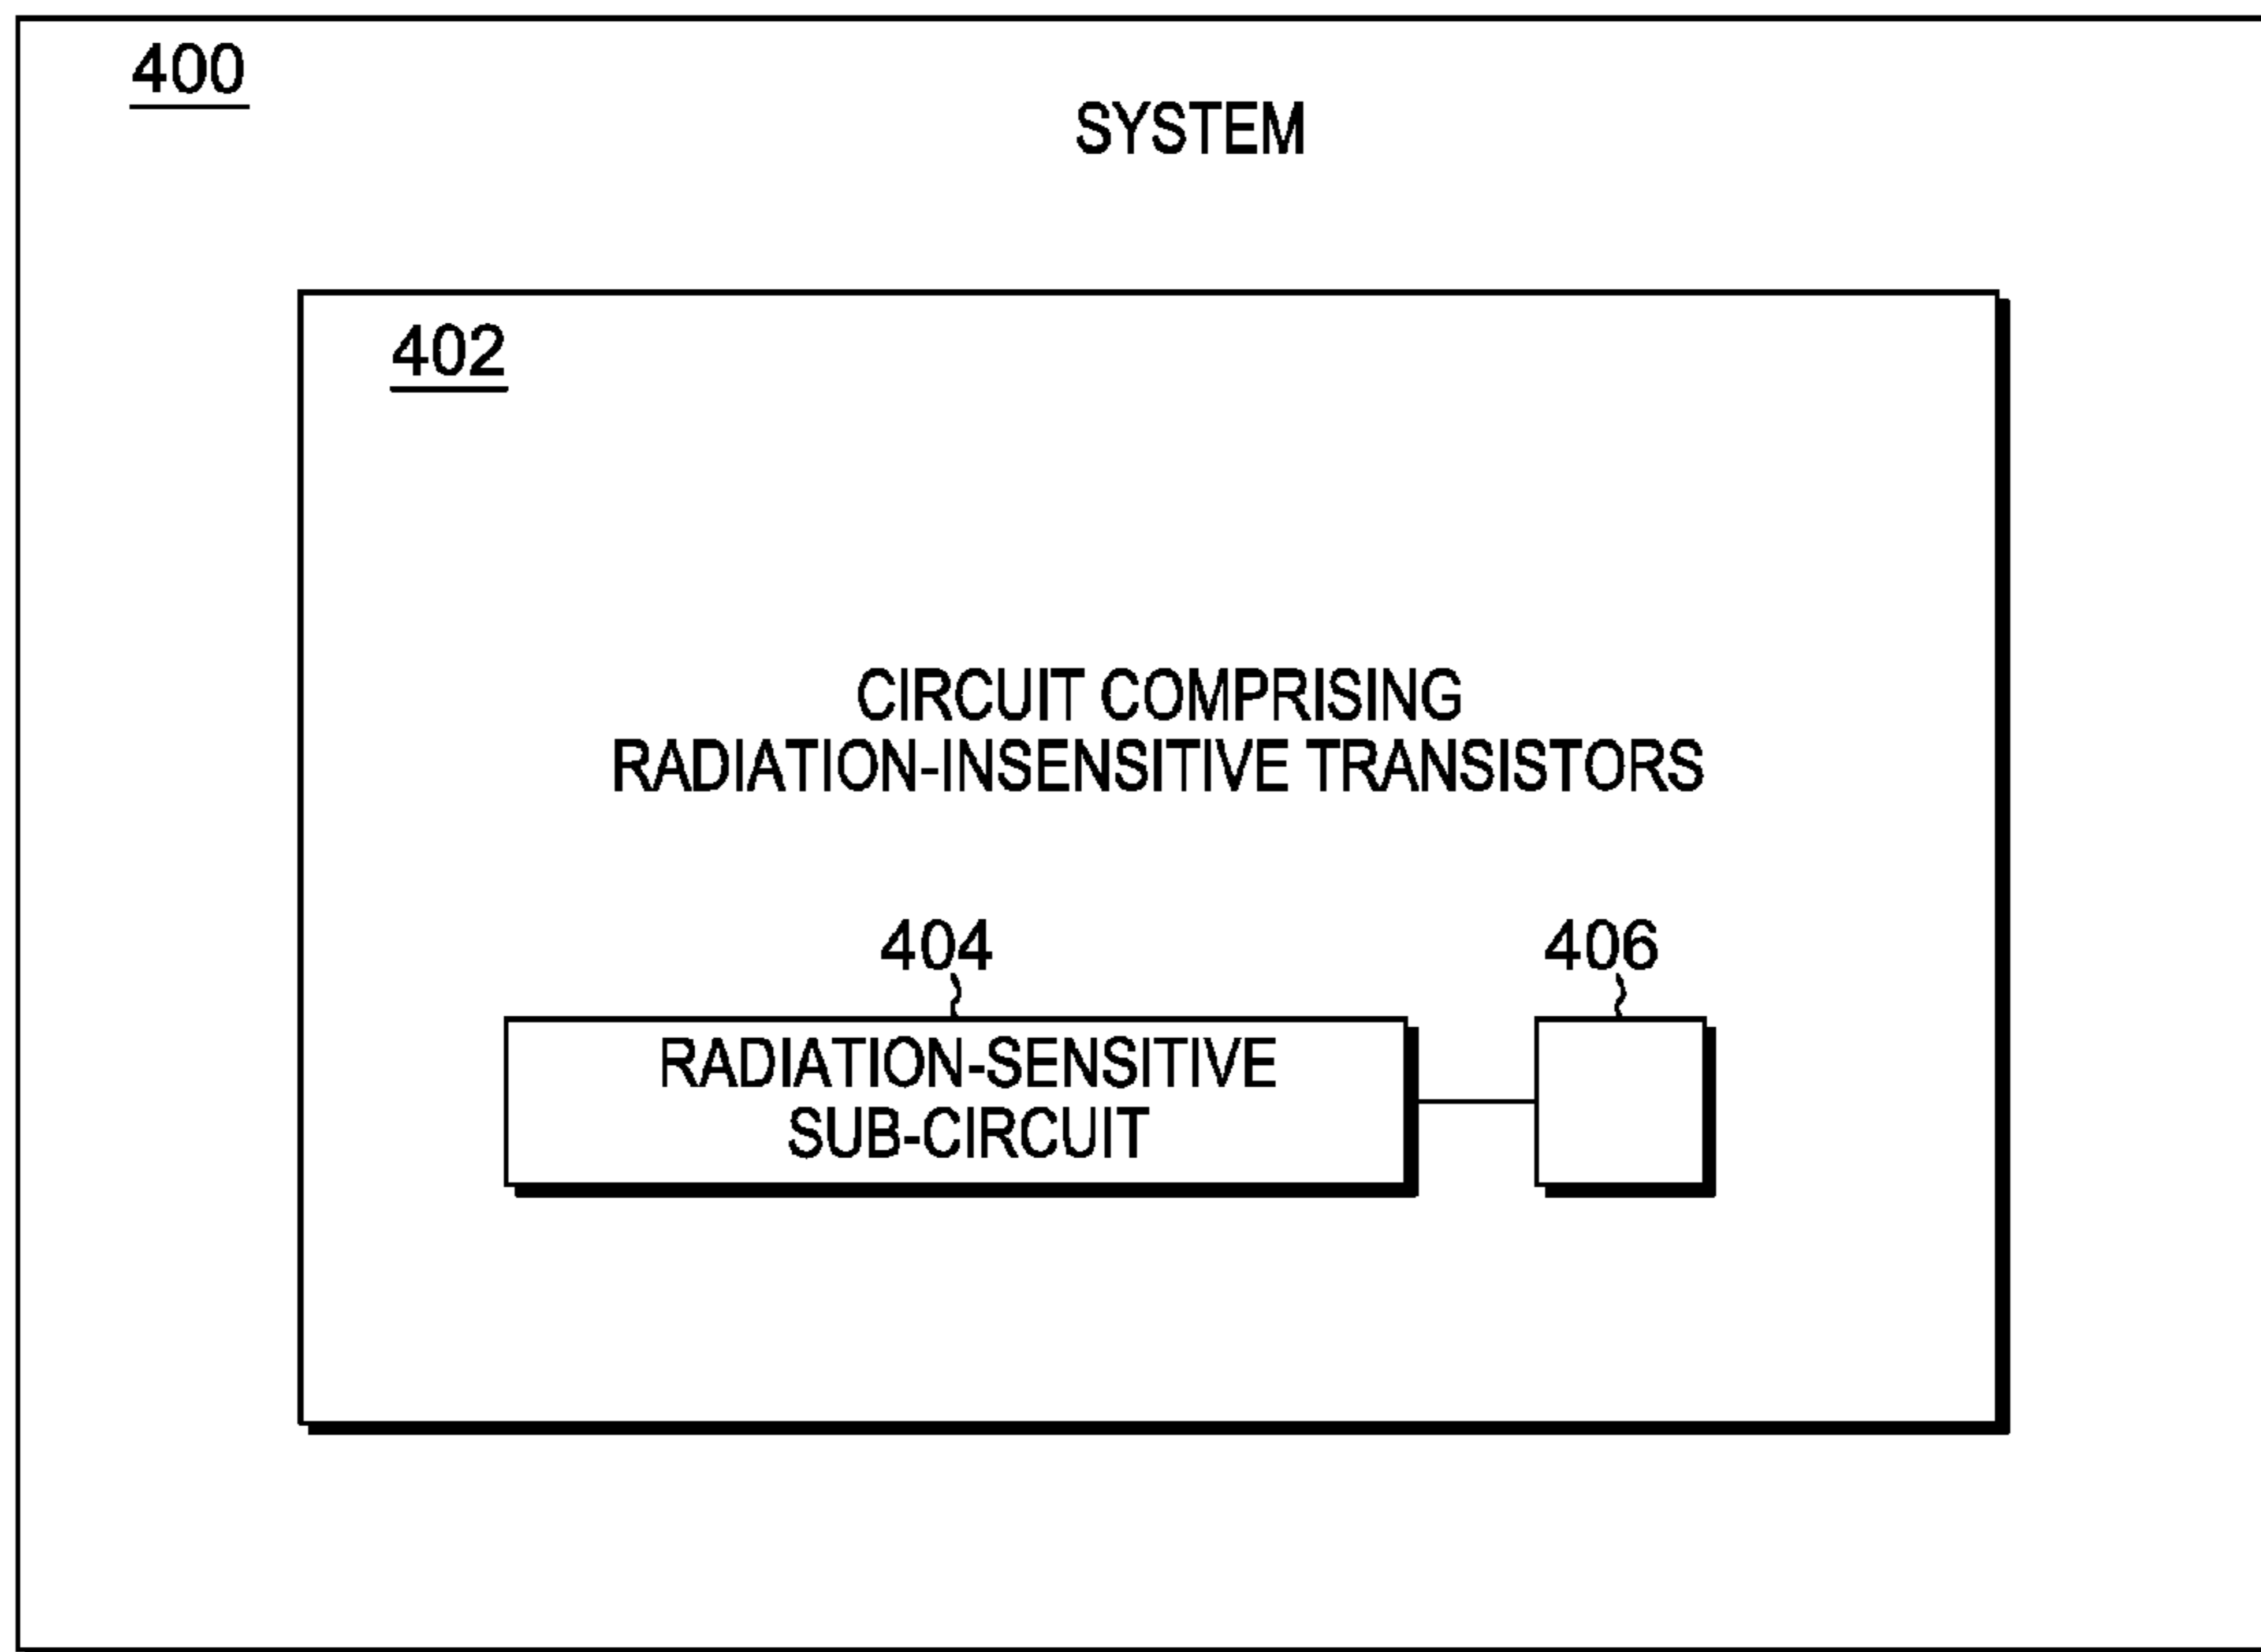 400
SYSTEM
402
CIRCUIT COMPRISING
RADIATION-INSENSITIVE TRANSISTORS
404
406
RADIATION-SENSITIVE
SUB-CIRCUIT